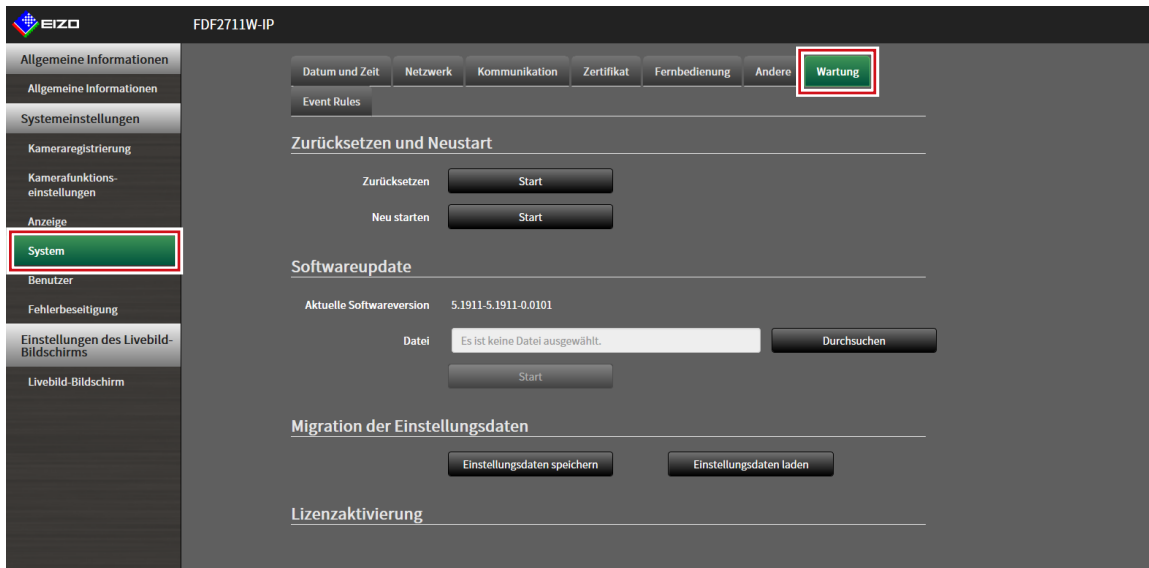 EIZO
FDF2711W-IP
Allgemeine Informationen
Allgemeine Informationen
Systemeinstellungen
Kameraregistrierung
Kamerafunktions-
einstellungen
Anzeige
System
Benutzer
Fehlerbeseitigung
Einstellungen des Livebild-
Bildschirms
Livebild-Bildschirm
Datum und Zeit Netzwerk Kommunikation Zertifikat Fernbedienung Andere Wartung
Event Rules
Zurücksetzen und Neustart
Zurücksetzen Start
Neu starten Start
Softwareupdate
Aktuelle Softwareversion 5.1911-5.1911-0.0101
Datei Es ist keine Datei ausgewählt. Durchsuchen
Start
Migration der Einstellungsdaten
Einstellungsdaten speichern Einstellungsdaten laden
Lizenzaktivierung